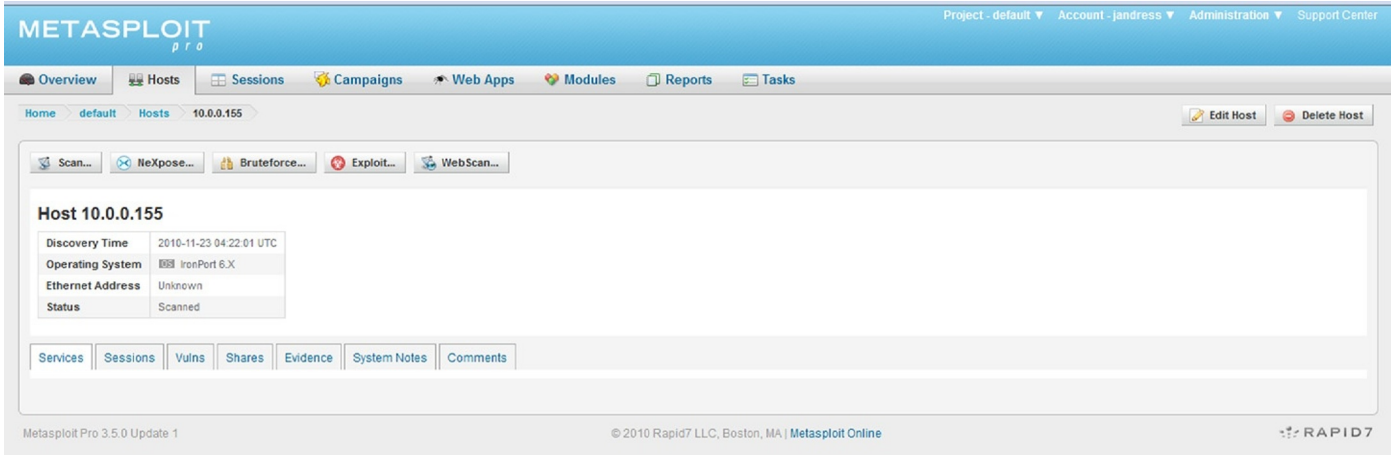 METASPLOIT
pro
Project - default ▼ Account - jandress ▼ Administration ▼ Support Center
Overview Hosts Sessions Campaigns Web Apps Modules Reports Tasks
Home default Hosts 10.0.0.155
Edit Host Delete Host
Scan... NeXpose... Bruteforce... Exploit... WebScan...
Host 10.0.0.155
Discovery Time 2010-11-23 04:22:01 UTC
Operating System IronPort 6.X
Ethernet Address Unknown
Status Scanned
Services Sessions Vulns Shares Evidence System Notes Comments
Metasploit Pro 3.5.0 Update 1
© 2010 Rapid7 LLC, Boston, MA | Metasploit Online
RAPID7